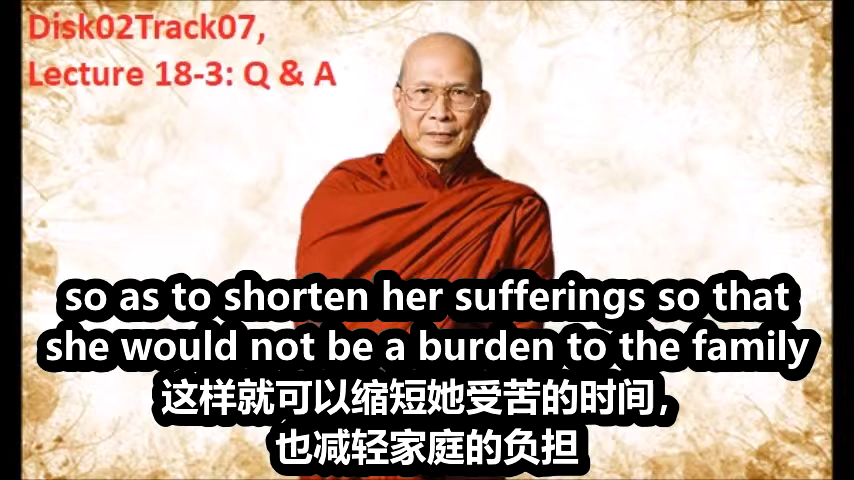 Disk02Track07,
Lecture 18-3: Q & A
so as to shorten her sufferings so that
she would not be a burden to the family
这样就可以缩短她受苦的时间，
也减轻家庭的负担